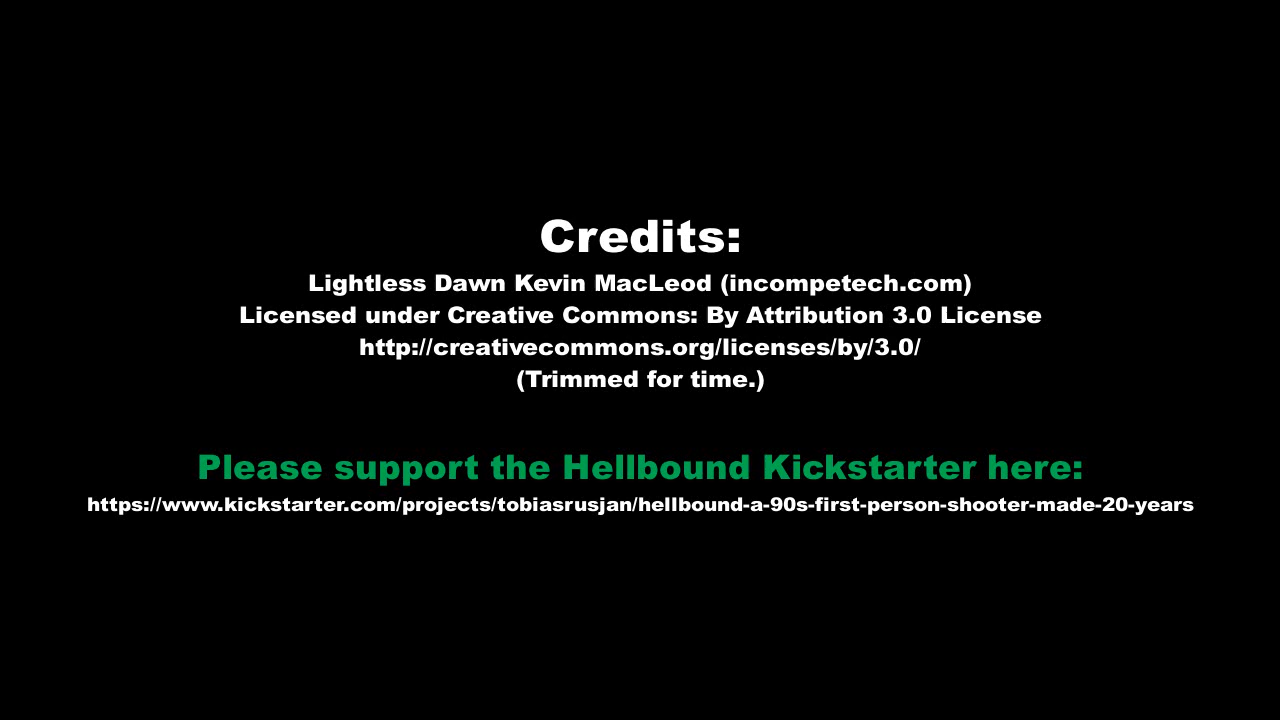 Credits:
Lightless Dawn Kevin MacLeod (incompetech.com)
Licensed under Creative Commons: By Attribution 3.0 License
http://creativecommons.org/licenses/by/3.0/
(Trimmed for time.)
Please support the Hellbound Kickstarter here:
https://www.kickstarter.com/projects/tobiasrusjan/hellbound-a-90s-first-person-shooter-made-20-years